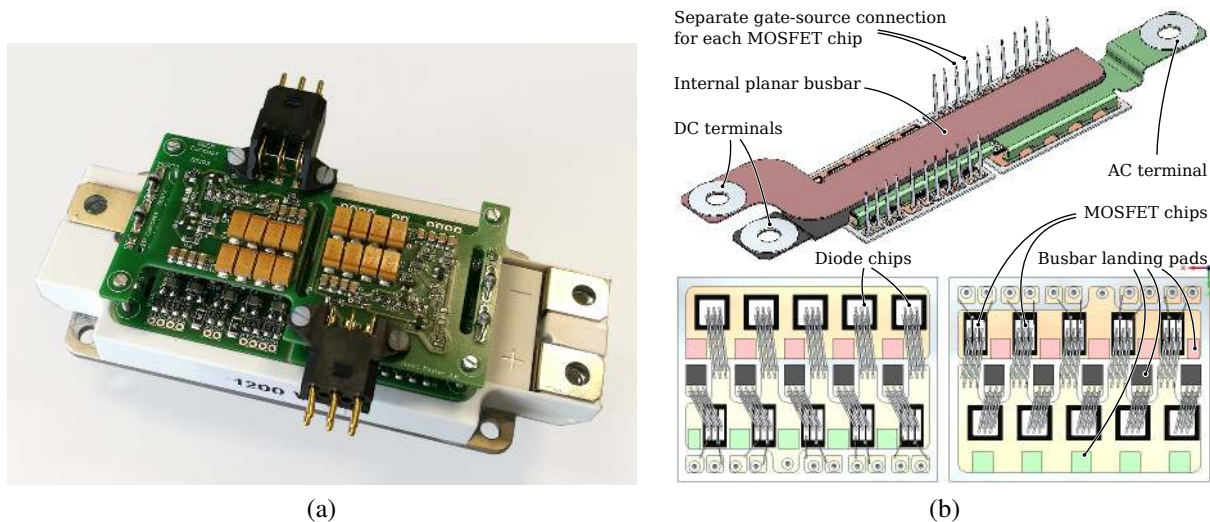 Separate gate-source connection
for each MOSFET chip
Internal planar busbar
DC terminals
AC terminal
MOSFET chips
Diode chips
Busbar landing pads
1200 V
(a)
(b)